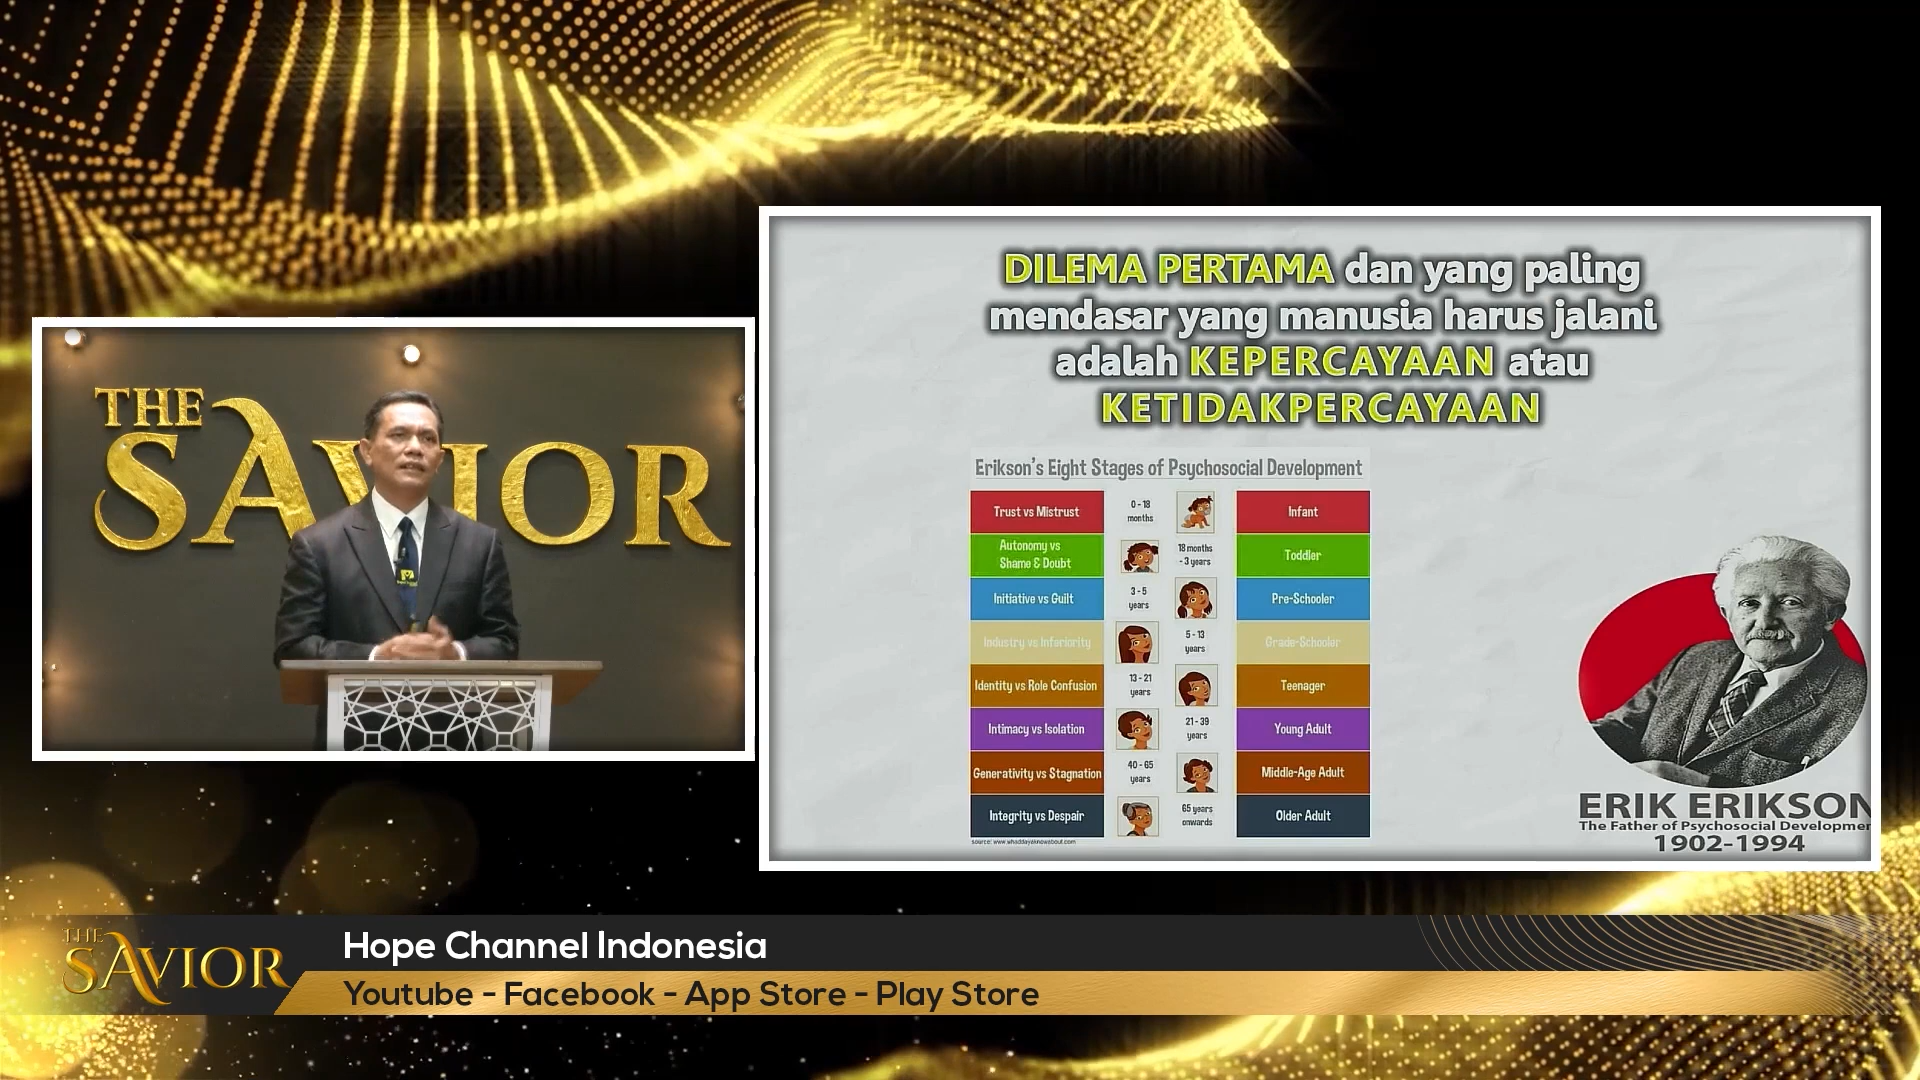 THE
SAVIOR
DILEMA PERTAMA dan yang paling
mendasar yang manusia harus jalani
adalah KEPERCAYAAN atau
KETIDAKPERCAYAAN
Erikson's Eight Stages of Psychosocial Development
Trust vs Mistrust
0 - 18
months
Infant
Autonomy vs
Shame & Doubt
18 months
- 3 years
Toddler
Initiative vs Guilt
3 - 5
years
Pre-Schooler
Industry vs Inferiority
5 - 13
years
Grade-Schooler
Identity vs Role Confusion
13 - 21
years
Teenager
Intimacy vs Isolation
21 - 39
years
Young Adult
Generativity vs Stagnation
40 - 65
years
Middle-Age Adult
Integrity vs Despair
65 years
onwards
Older Adult
source: www.whaddayaknowabout.com
ERIK ERIKSON
The Father of Psychosocial Developmen
1902-1994
THE
SAVIOR
Hope Channel Indonesia
Youtube - Facebook - App Store - Play Store